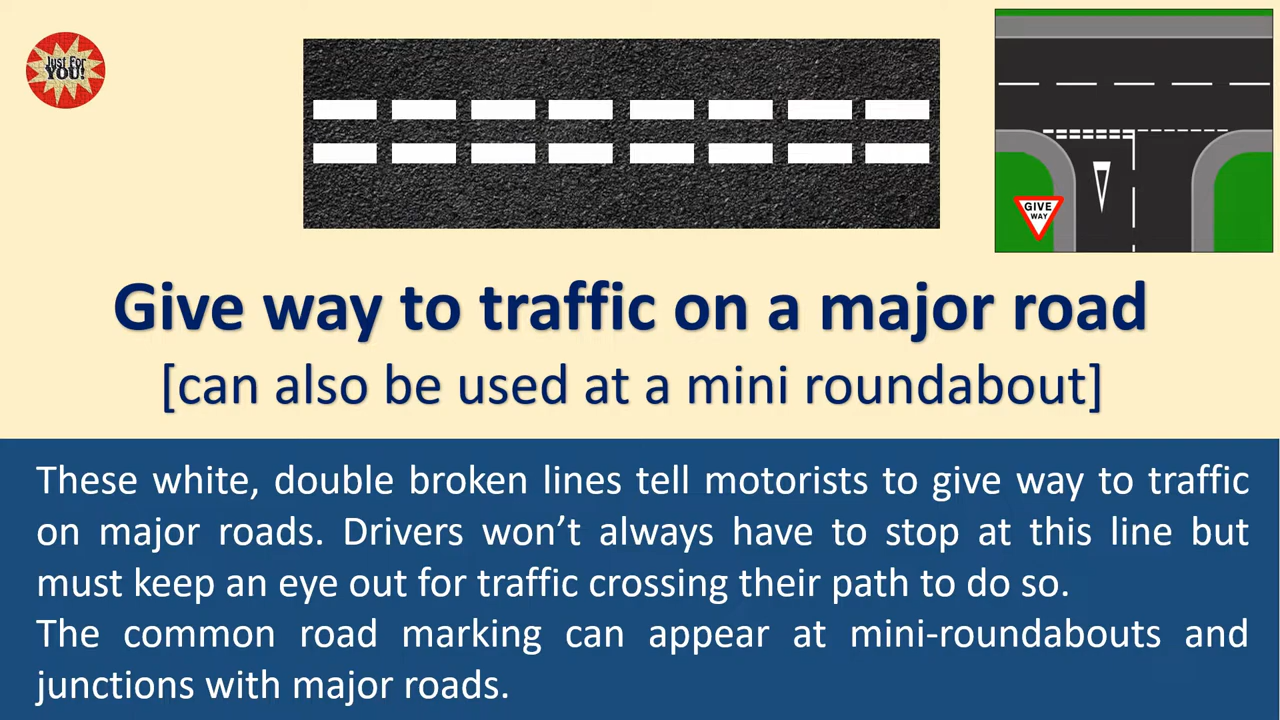 Just For
YOU!
GIVE
WAY
Give way to traffic on a major road
[can also be used at a mini roundabout]
These white, double broken lines tell motorists to give way to traffic
on major roads. Drivers won’t always have to stop at this line but
must keep an eye out for traffic crossing their path to do so.
The common road marking can appear at mini-roundabouts and
junctions with major roads.